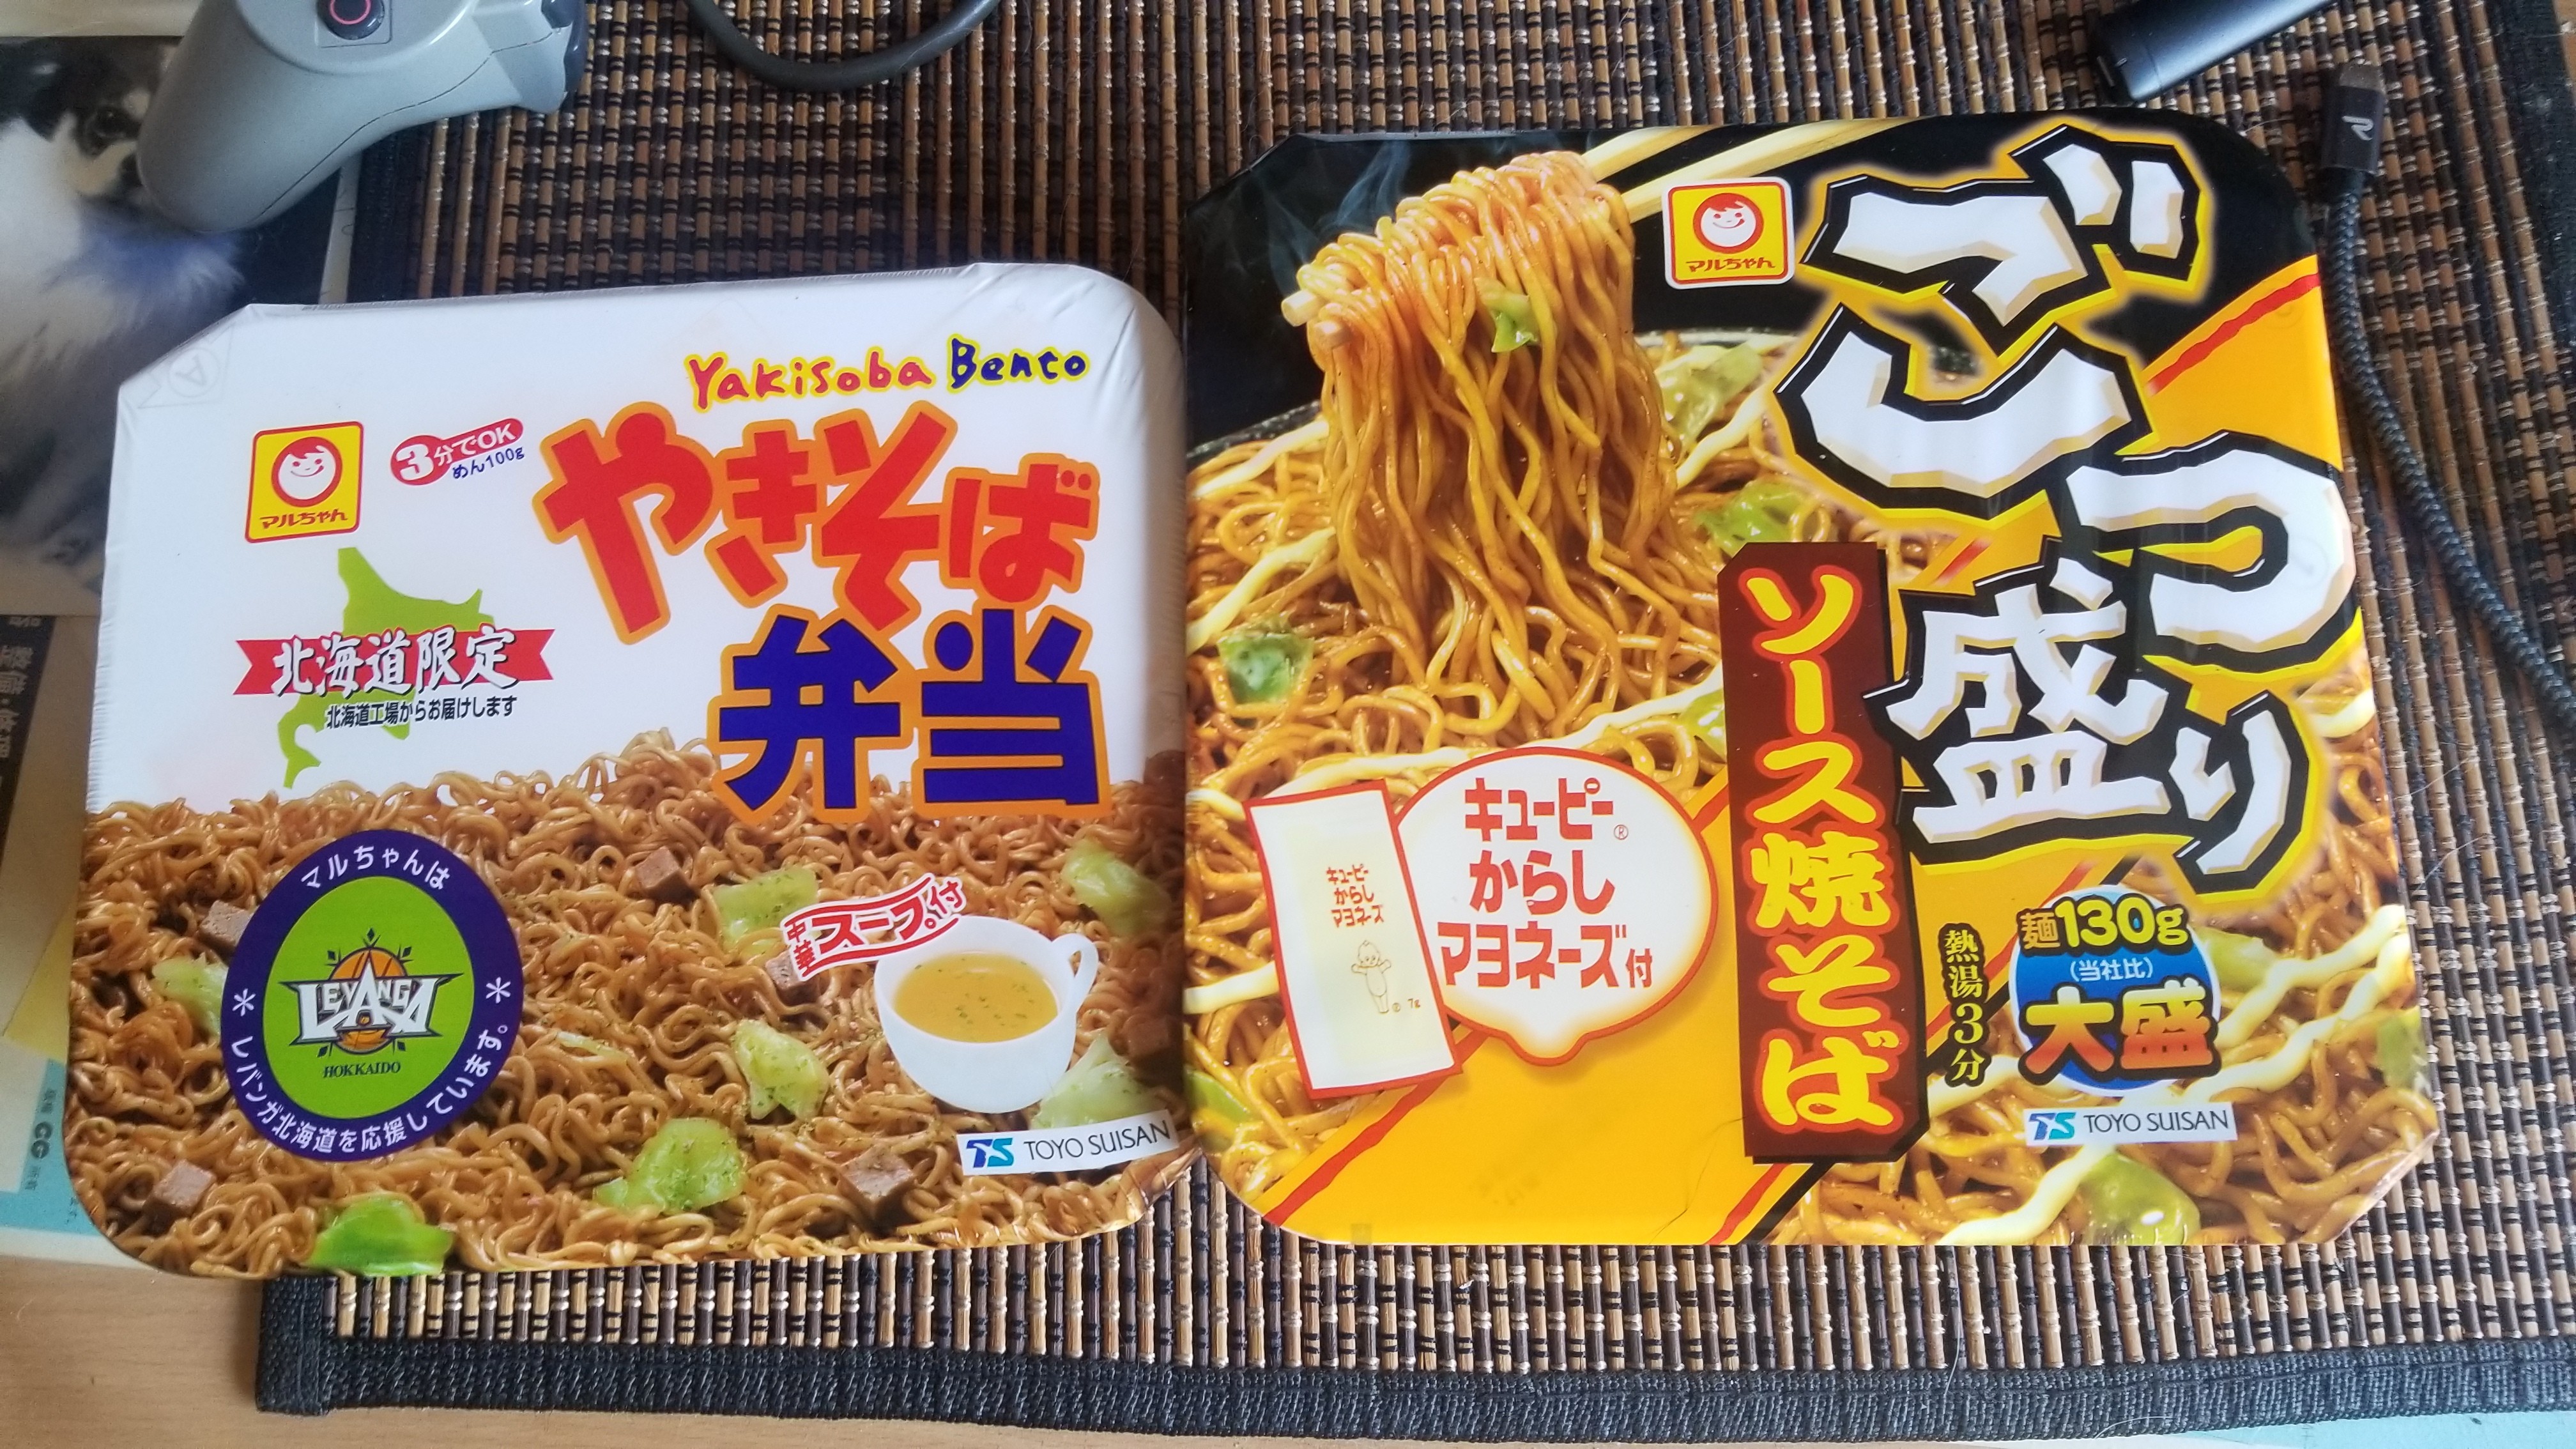 Yakisoba Bento
マルちゃん
3分でOK
めん100g
やきそば
弁当
北海道限定
北海道工場からお届けします
マルちゃんは
LEVANGA
HOKKAIDO
＊レバンガ北海道を応援しています。＊
中華スープ付
TS TOYO SUISAN
マルちゃん
ごつ盛り
ソース焼そば
キューピー®
からし
マヨネーズ付
キューピー
からし
マヨネーズ
® 7g
熱湯3分
麺130g
(当社比)
大盛
TS TOYO SUISAN